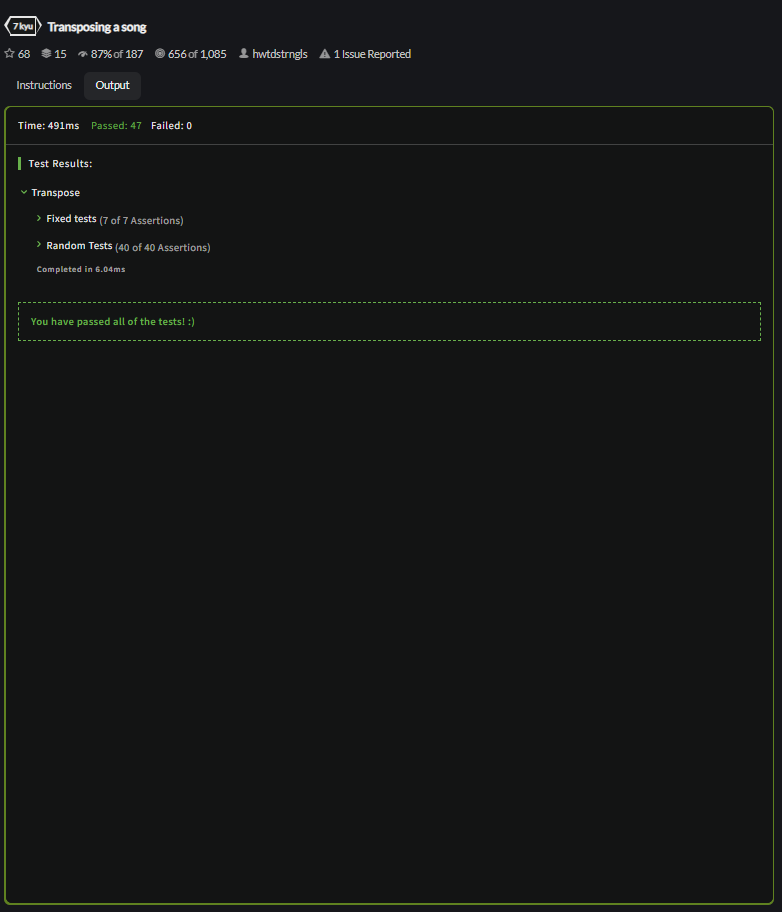 7 kyu Transposing a song
68 15 87% of 187 656 of 1,085 hwtdstrngls 1 Issue Reported
Instructions Output
Time: 491ms Passed: 47 Failed: 0
Test Results:
Transpose
Fixed tests (7 of 7 Assertions)
Random Tests (40 of 40 Assertions)
Completed in 6.04ms
You have passed all of the tests! :)